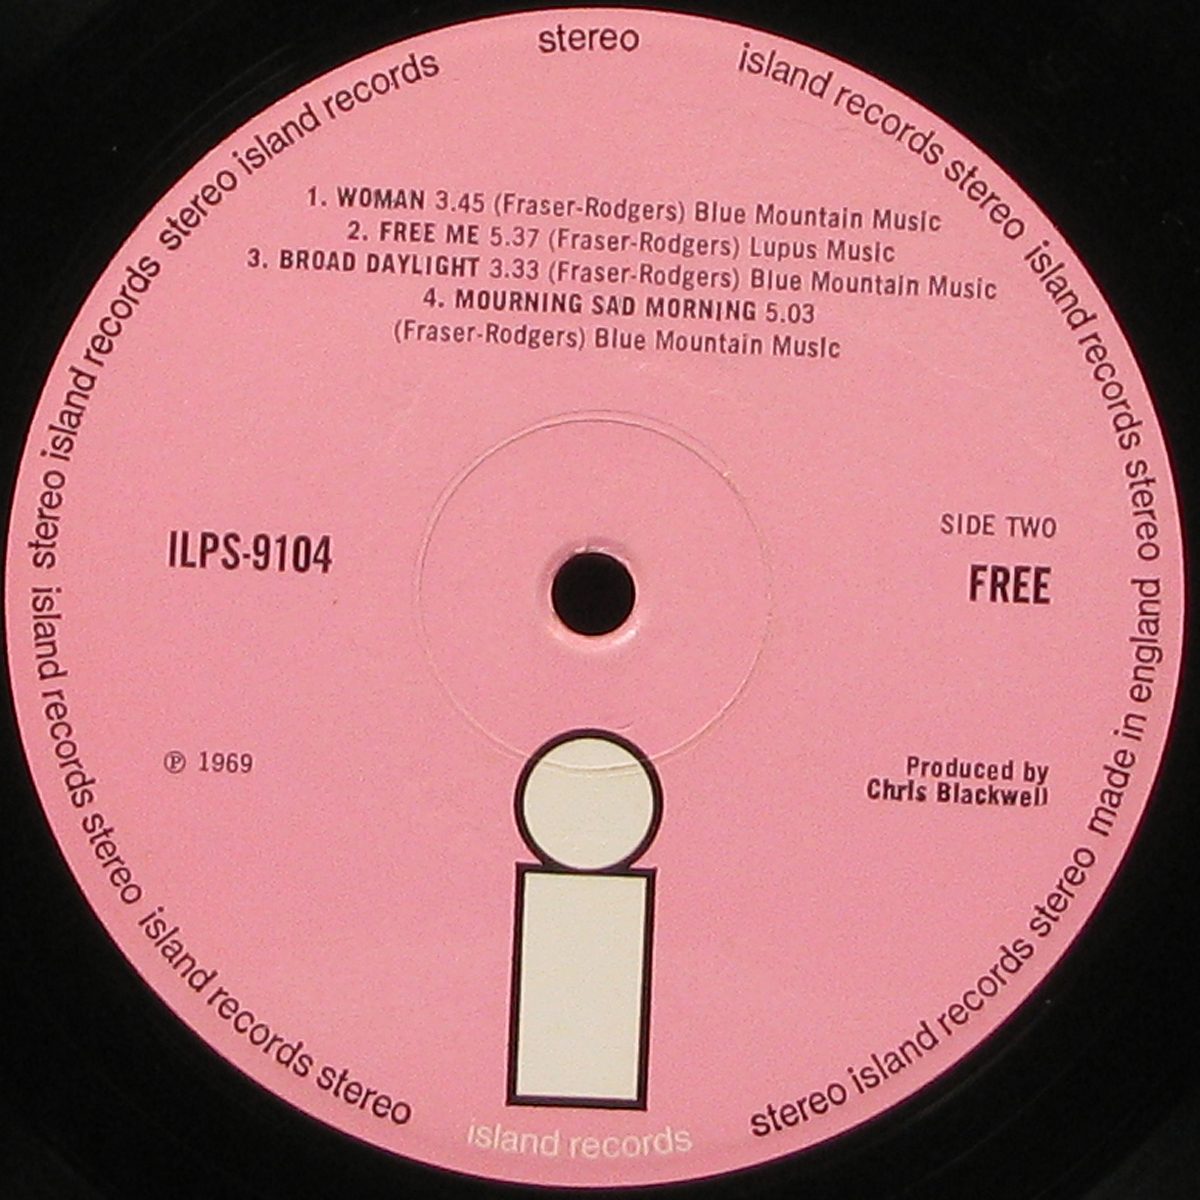 stereo
island records stereo island records stereo made in england
stereo island records stereo island records
1. WOMAN 3.45 (Fraser-Rodgers) Blue Mountain Music
2. FREE ME 5.37 (Fraser-Rodgers) Lupus Music
3. BROAD DAYLIGHT 3.33 (Fraser-Rodgers) Blue Mountain Music
4. MOURNING SAD MORNING 5.03
(Fraser-Rodgers) Blue Mountain Music
ILPS-9104
SIDE TWO
FREE
℗ 1969
Produced by
Chris Blackwell
island records stereo island records stereo
stereo island records stereo
island records